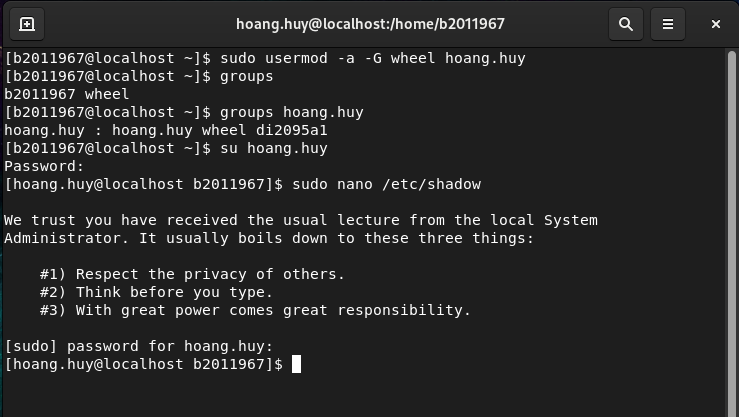 hoang.huy@localhost:/home/b2011967
[b2011967@localhost ~]$ sudo usermod -a -G wheel hoang.huy
[b2011967@localhost ~]$ groups
b2011967 wheel
[b2011967@localhost ~]$ groups hoang.huy
hoang.huy : hoang.huy wheel di2095a1
[b2011967@localhost ~]$ su hoang.huy
Password:
[hoang.huy@localhost b2011967]$ sudo nano /etc/shadow
We trust you have received the usual lecture from the local System
Administrator. It usually boils down to these three things:
#1) Respect the privacy of others.
#2) Think before you type.
#3) With great power comes great responsibility.
[sudo] password for hoang.huy:
[hoang.huy@localhost b2011967]$